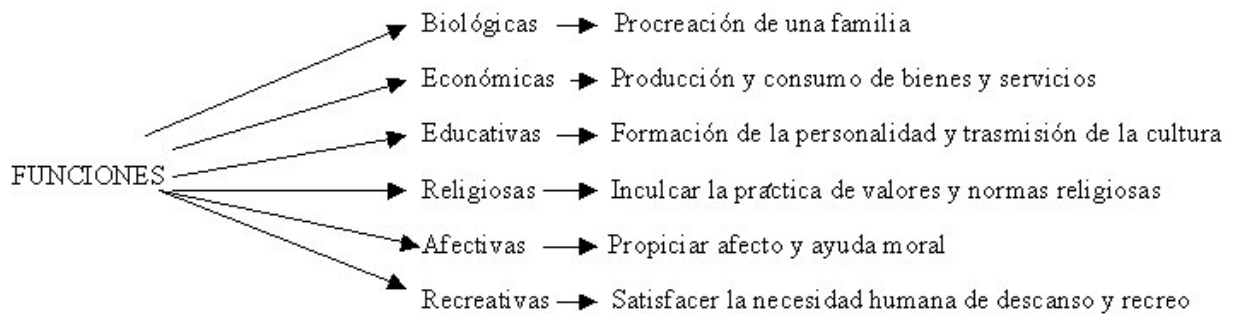 FUNCIONES
Biológicas Procreación de una familia
Económicas Producción y consumo de bienes y servicios
Educativas Formación de la personalidad y trasmisión de la cultura
Religiosas Inculcar la práctica de valores y normas religiosas
Afectivas Propiciar afecto y ayuda moral
Recreativas Satisfacer la necesidad humana de descanso y recreo